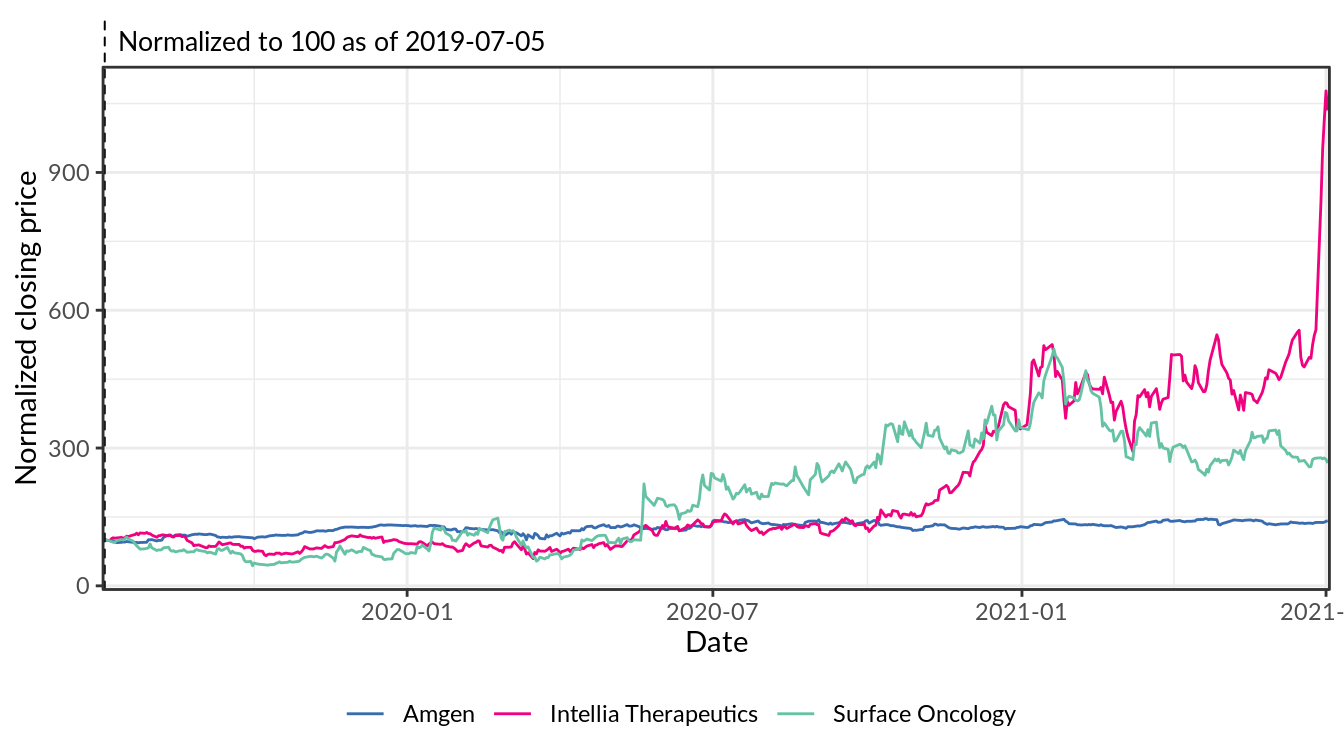 Normalized to 100 as of 2019-07-05
Normalized closing price
900
600
300
0
2020-01
2020-07
2021-01
2021-
Date
Amgen
Intellia Therapeutics
Surface Oncology